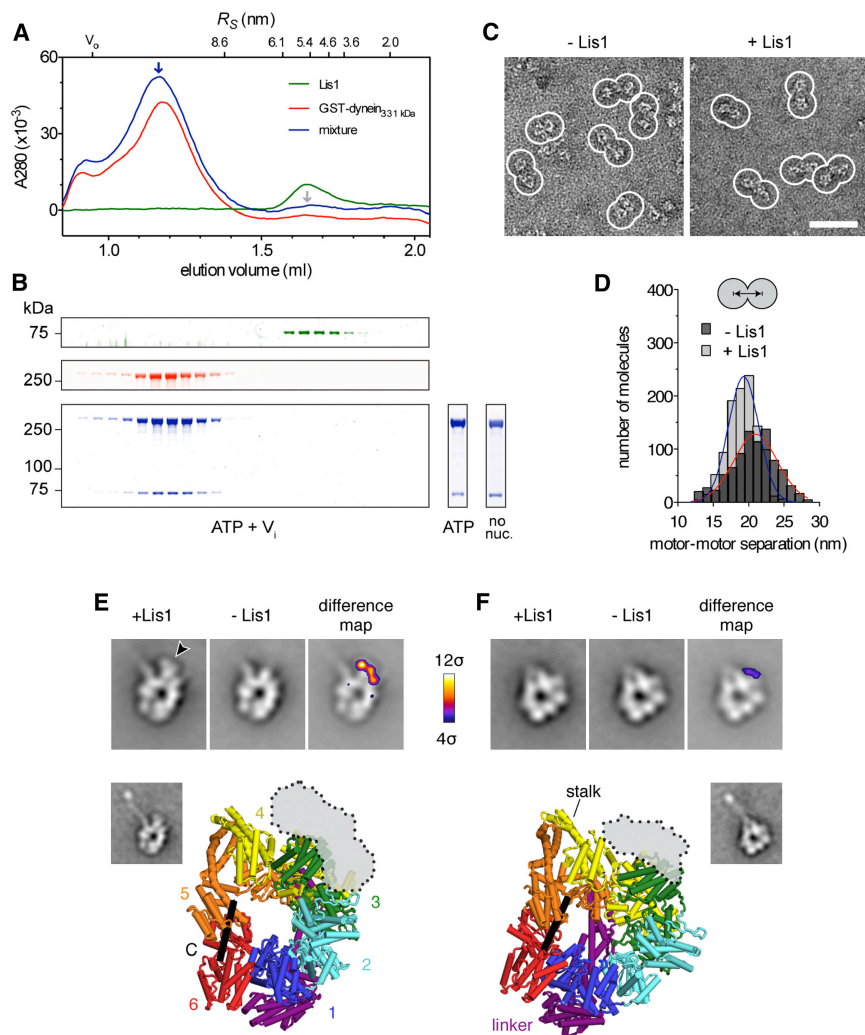 A
R_S (nm)
V_o 8.6 6.1 5.4 4.6 3.6 2.0
60
30
0
A280 (x10⁻³)
Lis1
GST-dynein_331 kDa
mixture
1.0 1.5 2.0
elution volume (ml)
B
kDa
75
250
250
100
75
ATP + V_i
ATP
no nuc.
C
- Lis1 + Lis1
D
400
300
200
100
0
number of molecules
- Lis1
+ Lis1
10 15 20 25 30
motor-motor separation (nm)
E
+Lis1 - Lis1 difference map
12σ
4σ
4
5
3
C
2
6
1
F
+Lis1 - Lis1 difference map
stalk
linker